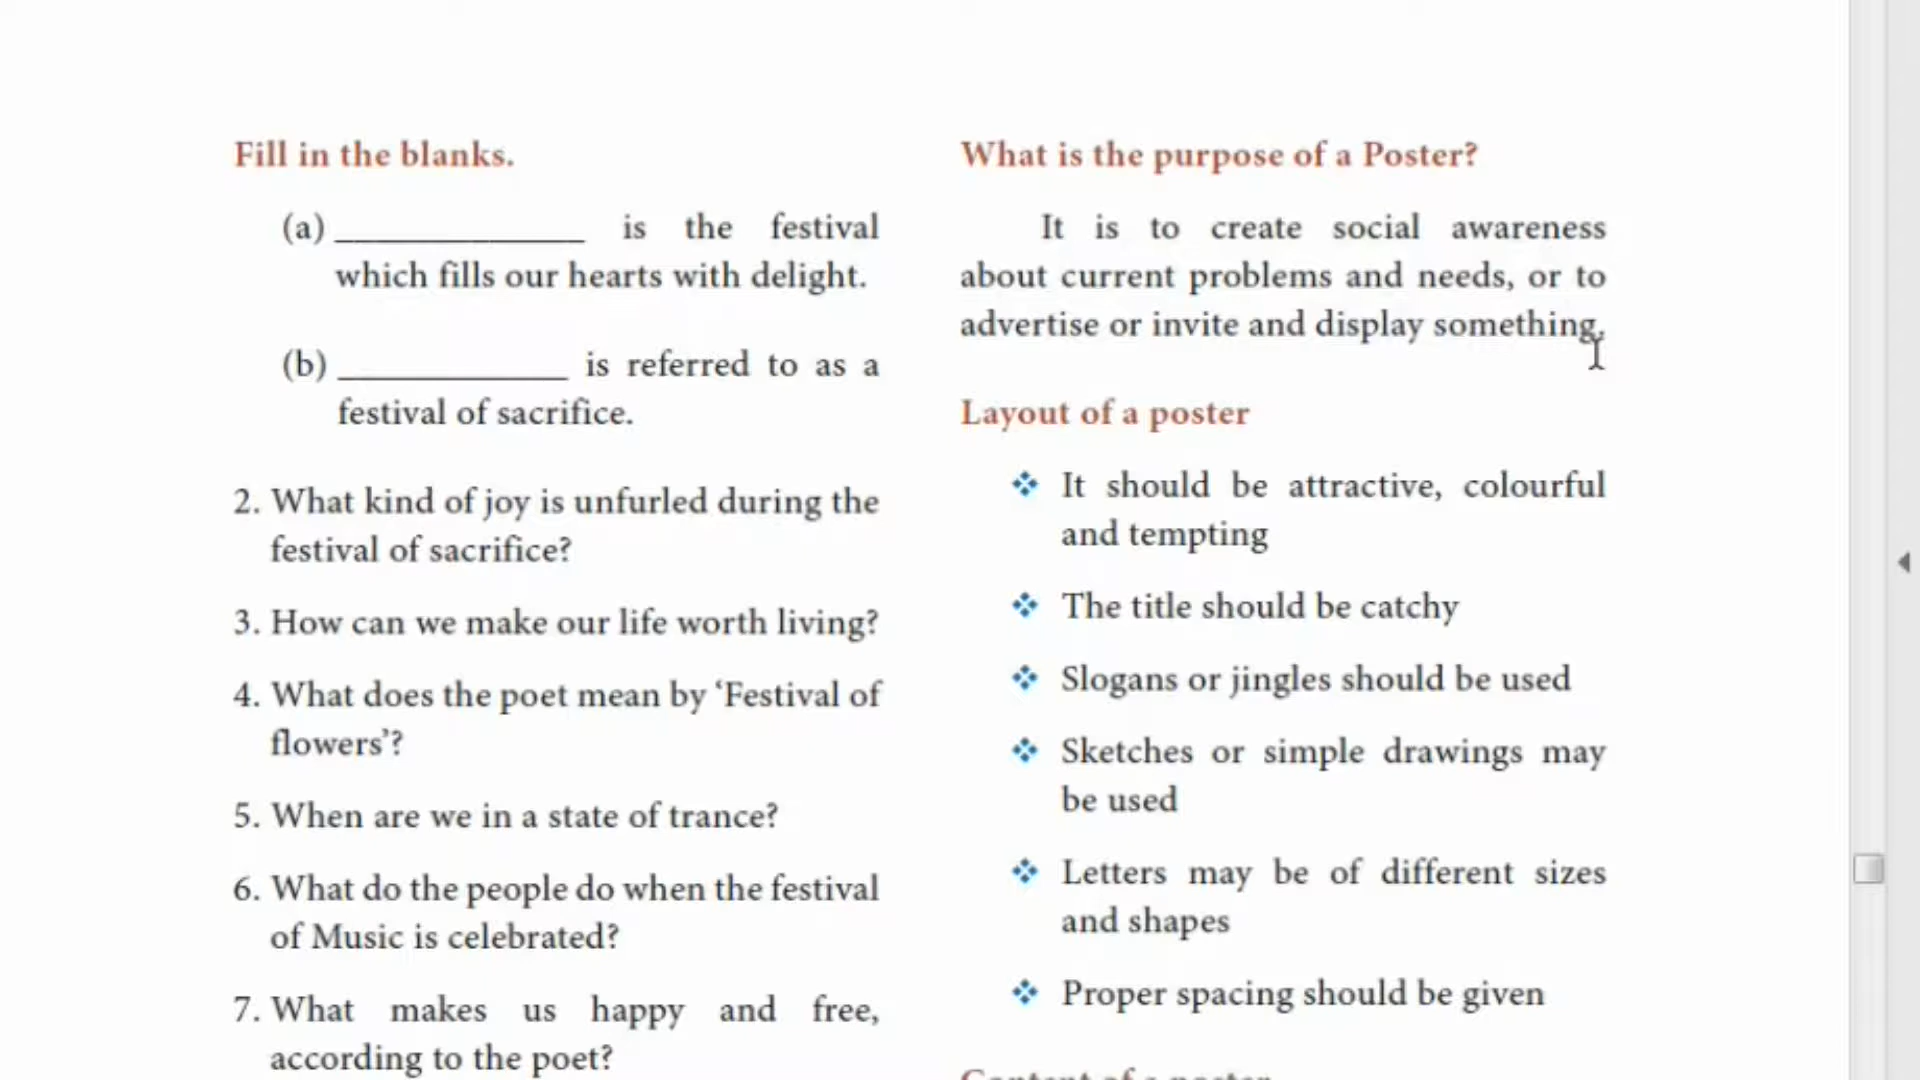 Fill in the blanks.
(a) ______________ is the festival
which fills our hearts with delight.
(b) _____________ is referred to as a
festival of sacrifice.
2. What kind of joy is unfurled during the
festival of sacrifice?
3. How can we make our life worth living?
4. What does the poet mean by ‘Festival of
flowers’?
5. When are we in a state of trance?
6. What do the people do when the festival
of Music is celebrated?
7. What makes us happy and free,
according to the poet?
What is the purpose of a Poster?
It is to create social awareness
about current problems and needs, or to
advertise or invite and display something.
Layout of a poster
❖ It should be attractive, colourful
and tempting
❖ The title should be catchy
❖ Slogans or jingles should be used
❖ Sketches or simple drawings may
be used
❖ Letters may be of different sizes
and shapes
❖ Proper spacing should be given
Content of a poster